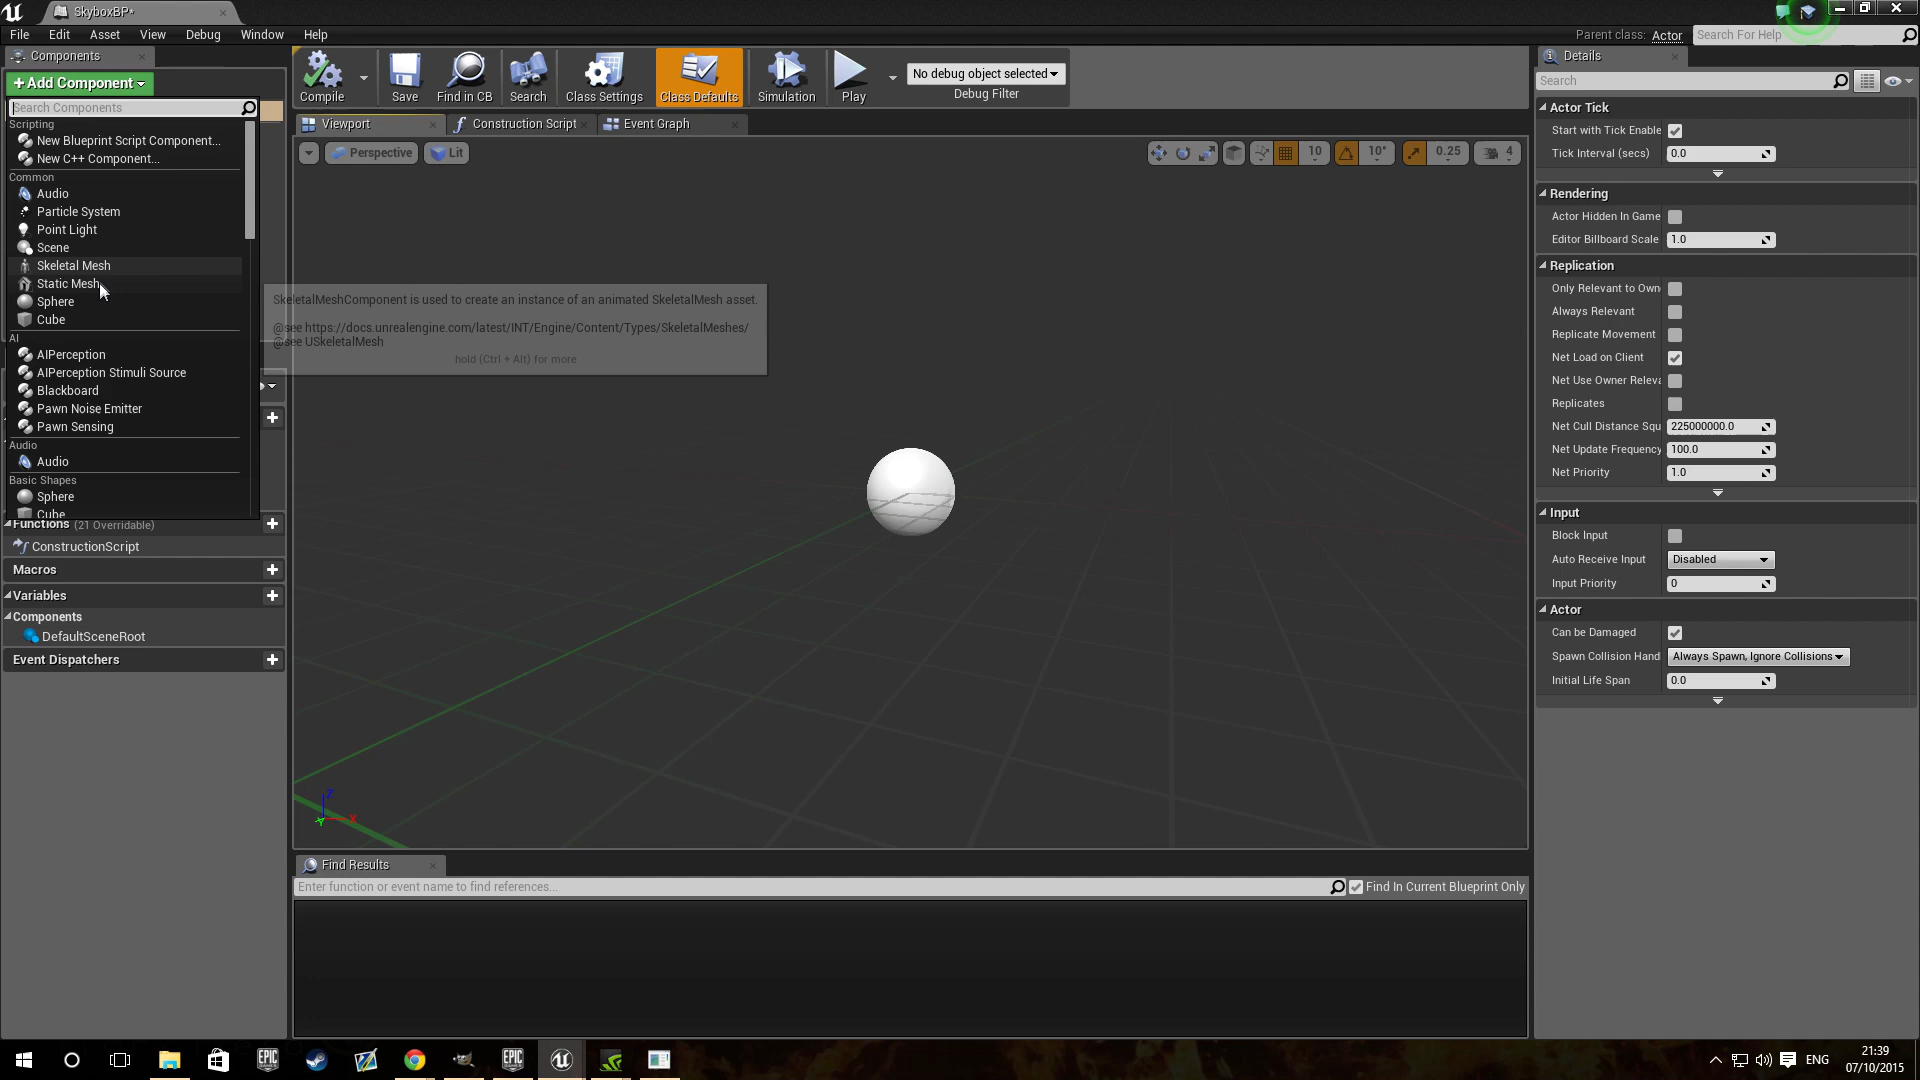 SkyboxBP*
File Edit Asset View Debug Window Help
Parent class: Actor
Search For Help
Components
+Add Component
Search Components
Scripting
New Blueprint Script Component...
New C++ Component...
Common
Audio
Particle System
Point Light
Scene
Skeletal Mesh
Static Mesh
Sphere
Cube
AI
AIPerception
AIPerception Stimuli Source
Blackboard
Pawn Noise Emitter
Pawn Sensing
Audio
Audio
Basic Shapes
Sphere
Cube
Functions (21 Overridable)
ConstructionScript
Macros
Variables
Components
DefaultSceneRoot
Event Dispatchers
Compile
Save
Find in CB
Search
Class Settings
Class Defaults
Simulation
Play
No debug object selected
Debug Filter
Viewport
Construction Script
Event Graph
Perspective
Lit
10
10°
0.25
4
SkeletalMeshComponent is used to create an instance of an animated SkeletalMesh asset.
@see https://docs.unrealengine.com/latest/INT/Engine/Content/Types/SkeletalMeshes/
@see USkeletalMesh
hold (Ctrl + Alt) for more
Z
X
Y
Find Results
Enter function or event name to find references...
Find In Current Blueprint Only
Details
Search
Actor Tick
Start with Tick Enable
Tick Interval (secs) 0.0
Rendering
Actor Hidden In Game
Editor Billboard Scale 1.0
Replication
Only Relevant to Own
Always Relevant
Replicate Movement
Net Load on Client
Net Use Owner Releva
Replicates
Net Cull Distance Squ 225000000.0
Net Update Frequency 100.0
Net Priority 1.0
Input
Block Input
Auto Receive Input Disabled
Input Priority 0
Actor
Can be Damaged
Spawn Collision Hand Always Spawn, Ignore Collisions
Initial Life Span 0.0
ENG
21:39
07/10/2015